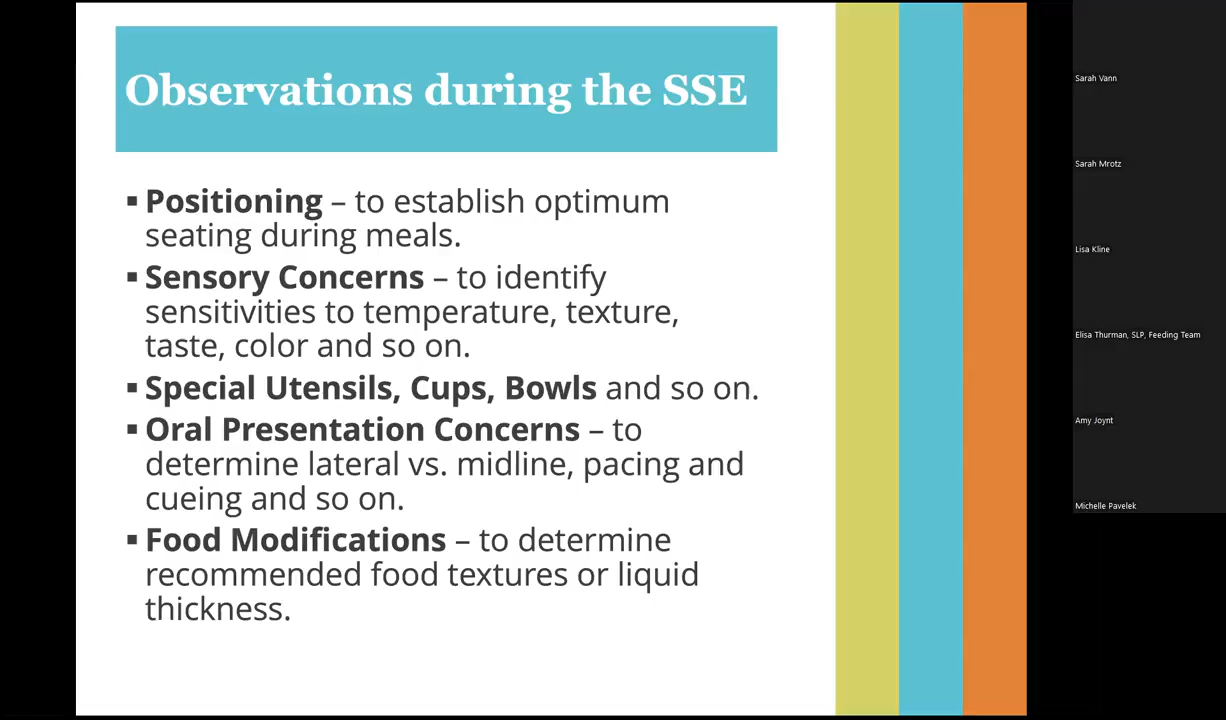 Observations during the SSE
▪ Positioning – to establish optimum
seating during meals.
▪ Sensory Concerns – to identify
sensitivities to temperature, texture,
taste, color and so on.
▪ Special Utensils, Cups, Bowls and so on.
▪ Oral Presentation Concerns – to
determine lateral vs. midline, pacing and
cueing and so on.
▪ Food Modifications – to determine
recommended food textures or liquid
thickness.
Sarah Vann
Sarah Mrotz
Lisa Kline
Elisa Thurman, SLP, Feeding Team
Amy Joynt
Michelle Pavelek